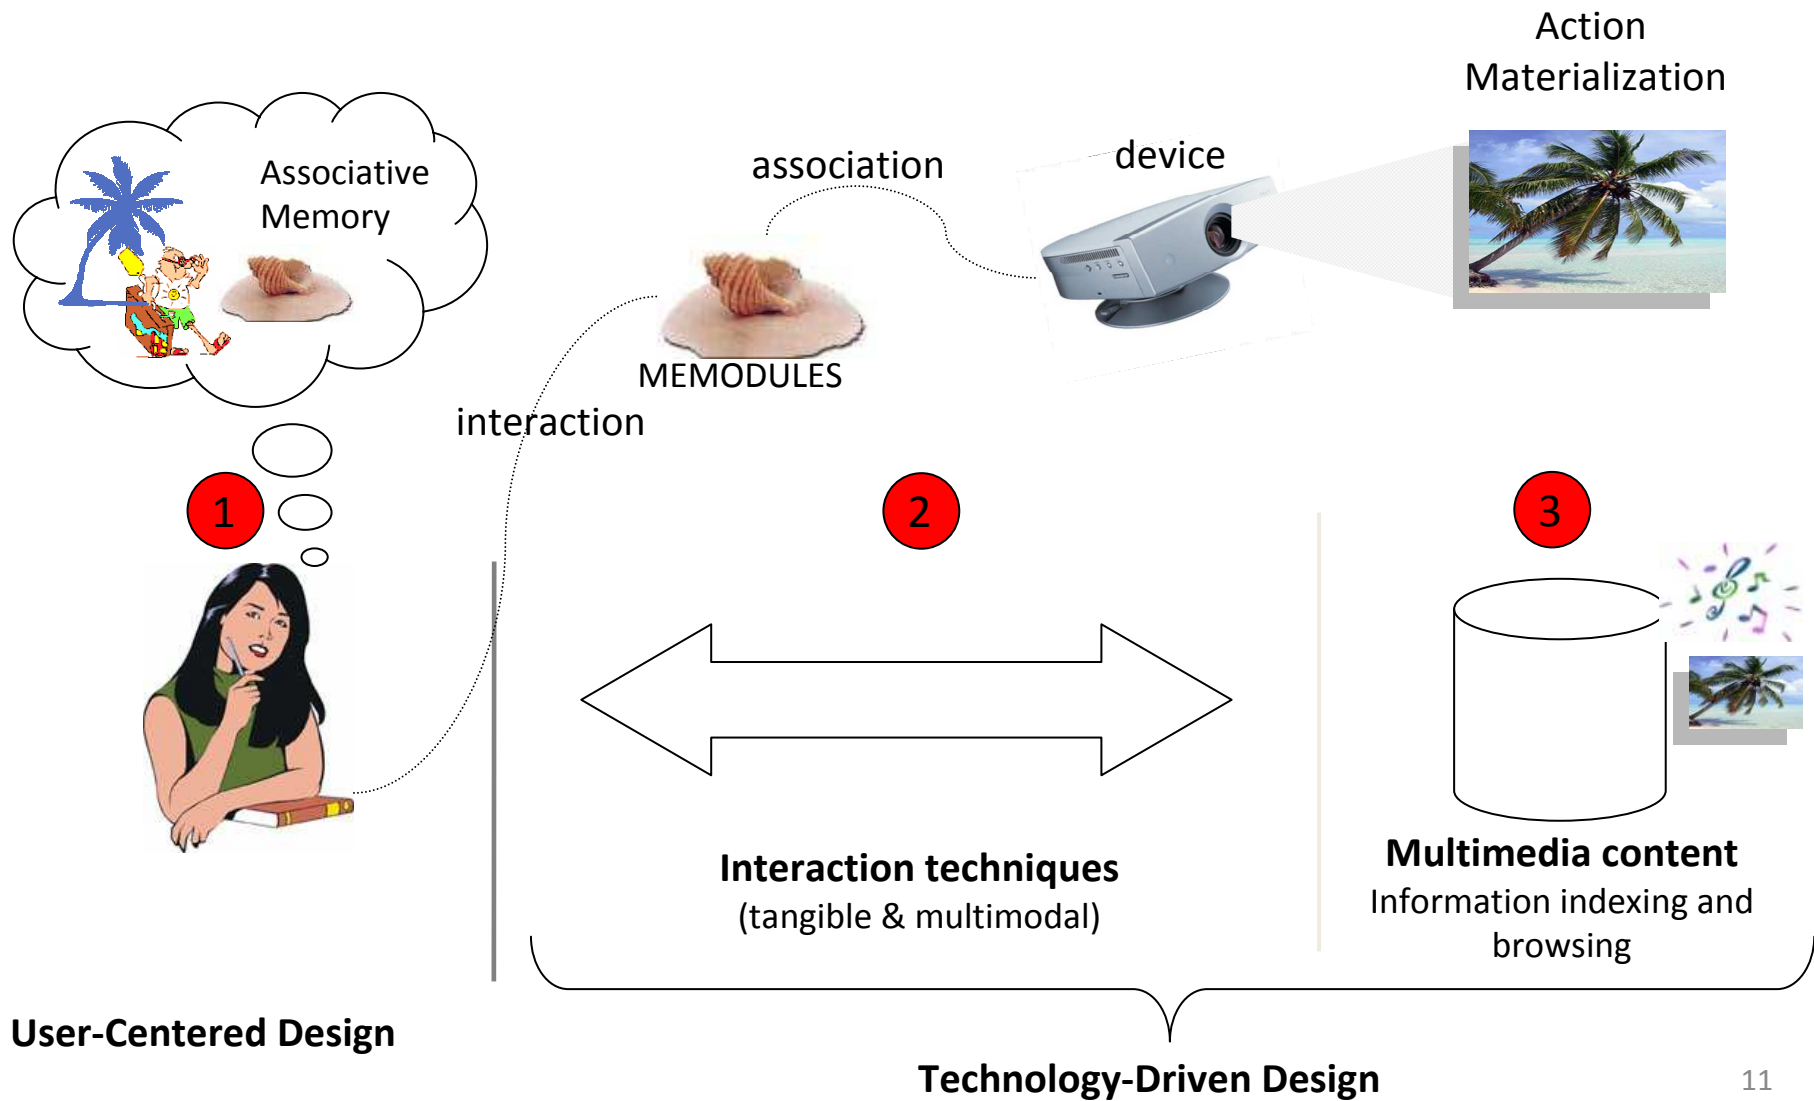 Action
Materialization
Associative
Memory
association
device
MEMODULES
interaction
1
2
3
Interaction techniques
(tangible & multimodal)
Multimedia content
Information indexing and
browsing
User-Centered Design
Technology-Driven Design
11